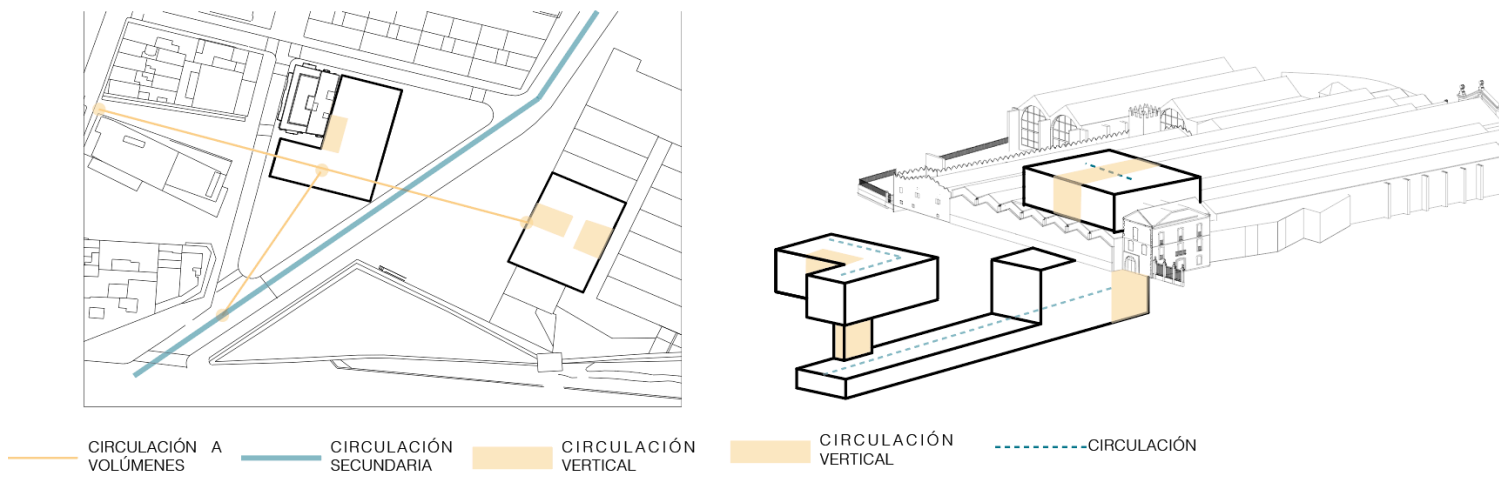 CIRCULACIÓN A
VOLÚMENES
CIRCULACIÓN
SECUNDARIA
CIRCULACIÓN
VERTICAL
CIRCULACIÓN
VERTICAL
CIRCULACIÓN